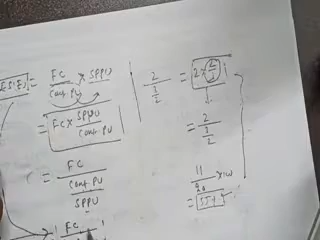 = FC / Cont. PU × SPPU
= FC × SPPU / Cont. PU
= FC / Cont PU / SPPU
FC
2 / 3/2 = 2 × 2/3
= 2 / 3/2
11 / 20 × 100
= 55%